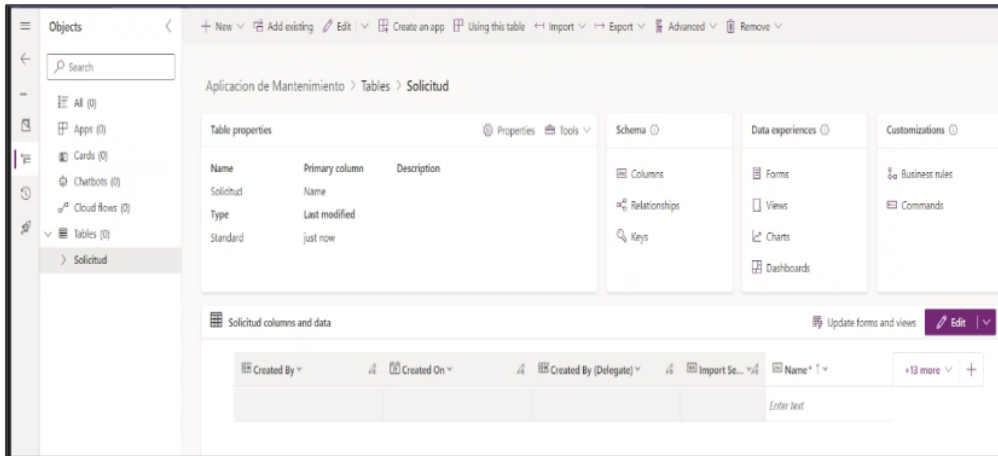 Objects
Search
All (0)
Apps (0)
Cards (0)
Chatbots (0)
Cloud flows (0)
Tables (0)
Solicitud
New Add existing Edit Create an app Using this table Import Export Advanced Remove
Aplicacion de Mantenimiento > Tables > Solicitud
Table properties Properties Tools
Name Primary column Description
Solicitud Name
Type Last modified
Standard just now
Schema
Columns
Relationships
Keys
Data experiences
Forms
Views
Charts
Dashboards
Customizations
Business rules
Commands
Solicitud columns and data Update forms and views Edit
Created By Created On Created By (Delegate) Import Se... Name* +13 more
Enter text